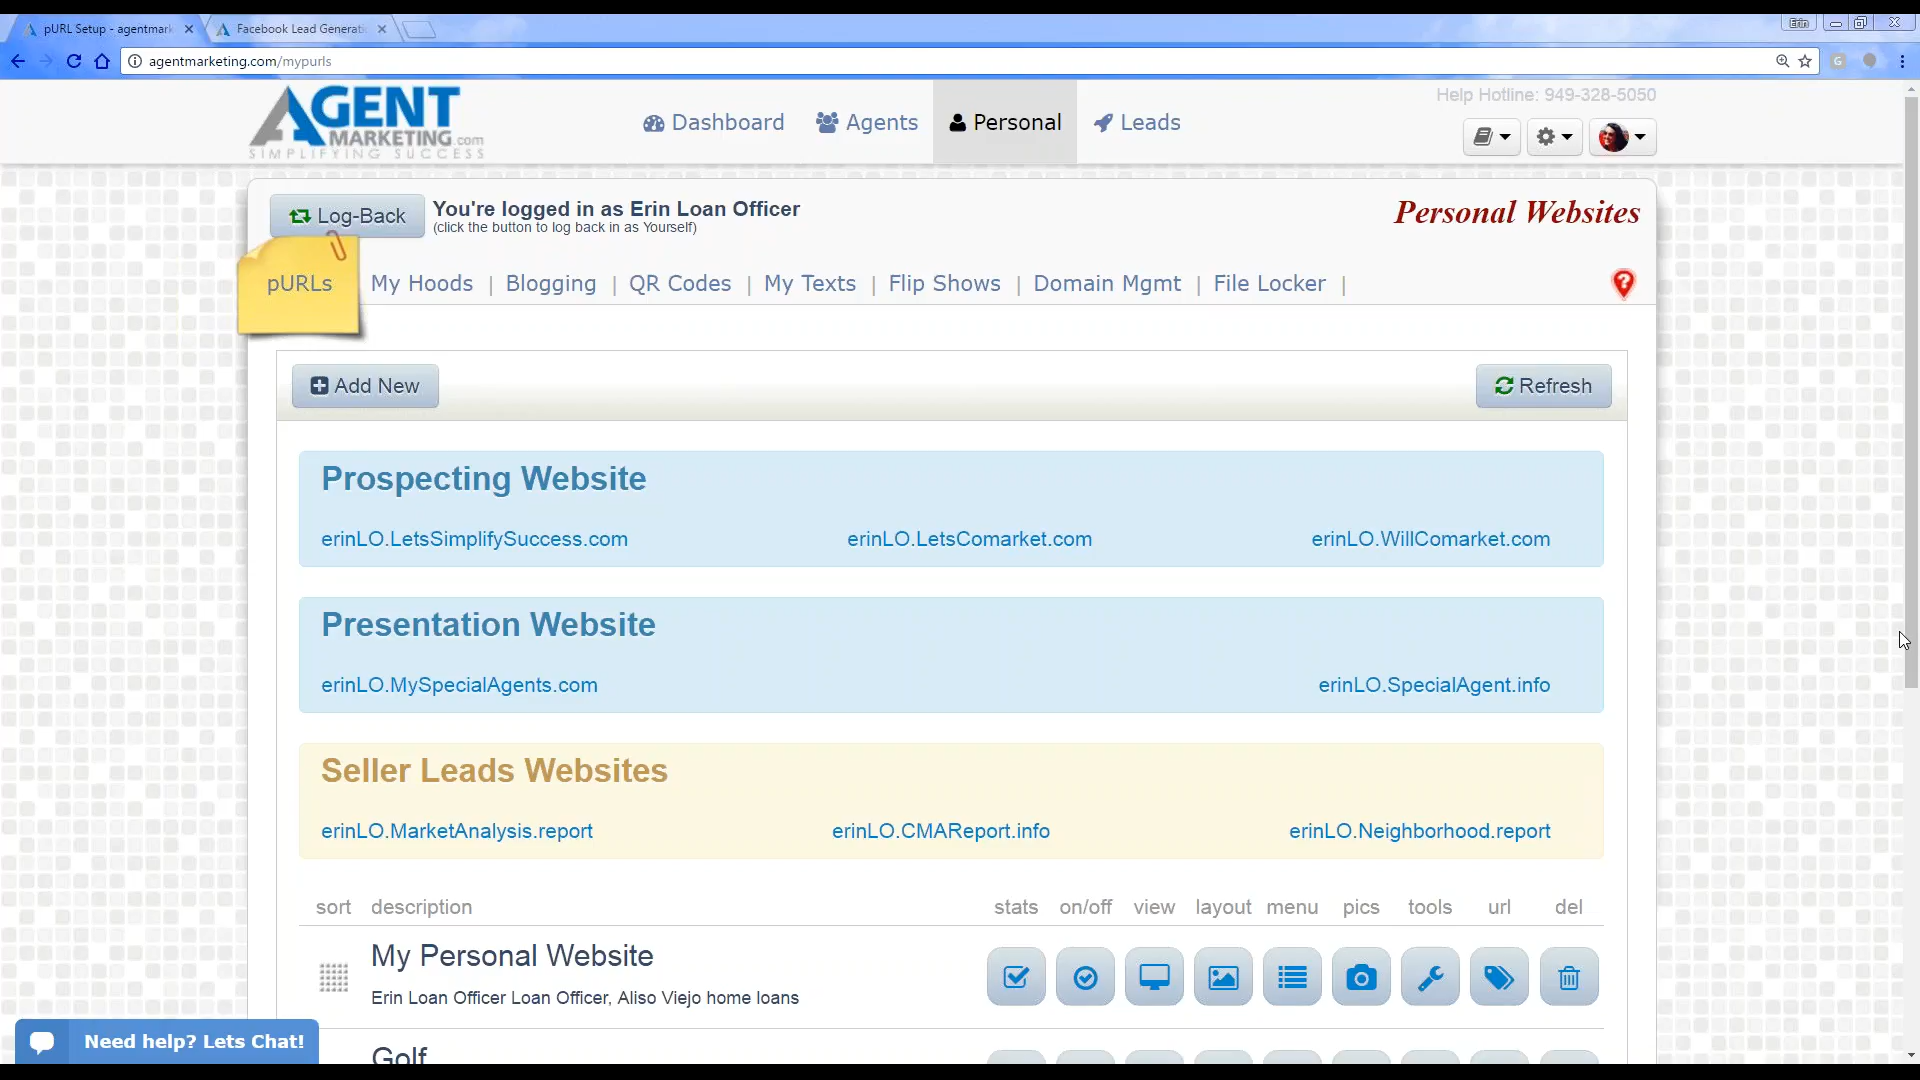 pURL Setup - agentmark
Facebook Lead Generati
Erin
agentmarketing.com/mypurls
G
AGENT
MARKETING.com
SIMPLIFYING SUCCESS
Dashboard
Agents
Personal
Leads
Help Hotline: 949-328-5050
Log-Back
You're logged in as Erin Loan Officer
(click the button to log back in as Yourself)
Personal Websites
pURLs
My Hoods | Blogging | QR Codes | My Texts | Flip Shows | Domain Mgmt | File Locker |
?
Add New
Refresh
Prospecting Website
erinLO.LetsSimplifySuccess.com
erinLO.LetsComarket.com
erinLO.WillComarket.com
Presentation Website
erinLO.MySpecialAgents.com
erinLO.SpecialAgent.info
Seller Leads Websites
erinLO.MarketAnalysis.report
erinLO.CMAReport.info
erinLO.Neighborhood.report
sort description stats on/off view layout menu pics tools url del
My Personal Website
Erin Loan Officer Loan Officer, Aliso Viejo home loans
Golf
Need help? Lets Chat!